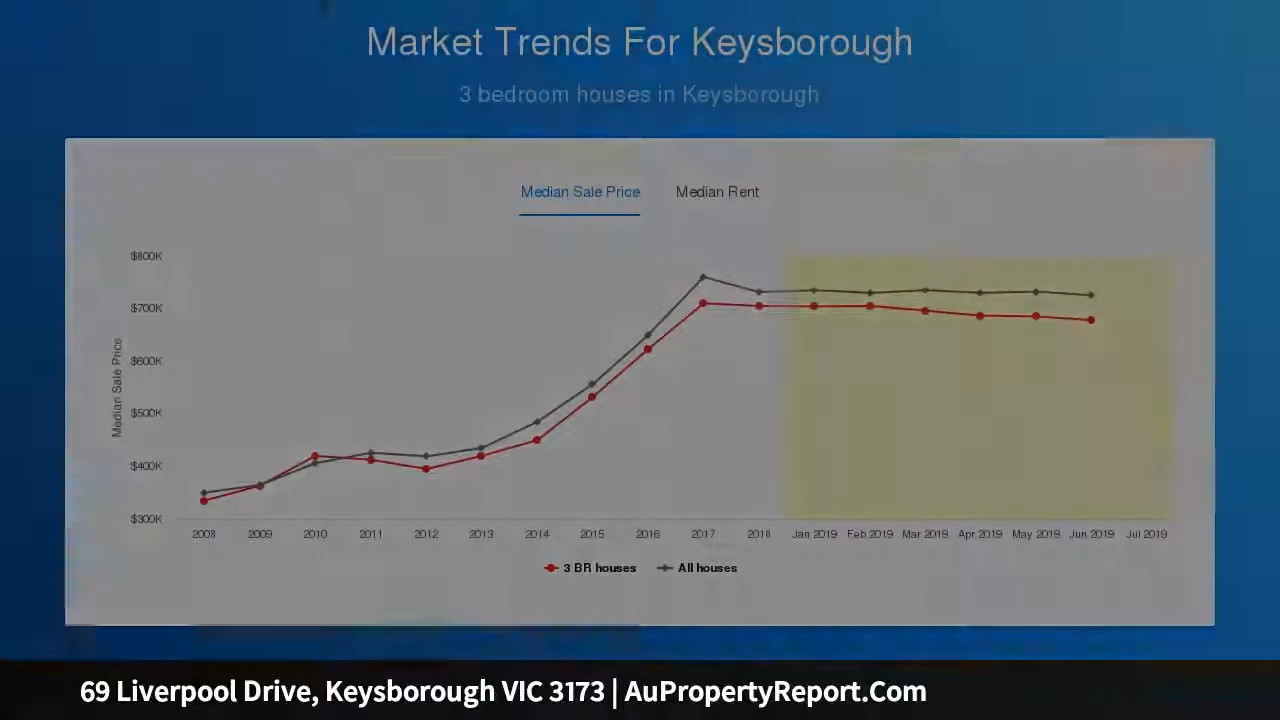 Market Trends For Keysborough
3 bedroom houses in Keysborough
Median Sale Price Median Rent
$800K
$700K
$600K
$500K
$400K
$300K
Median Sale Price
2008 2009 2010 2011 2012 2013 2014 2015 2016 2017 2018 Jan 2019 Feb 2019 Mar 2019 Apr 2019 May 2019 Jun 2019 Jul 2019
3 BR houses All houses
69 Liverpool Drive, Keysborough VIC 3173 | AuPropertyReport.Com